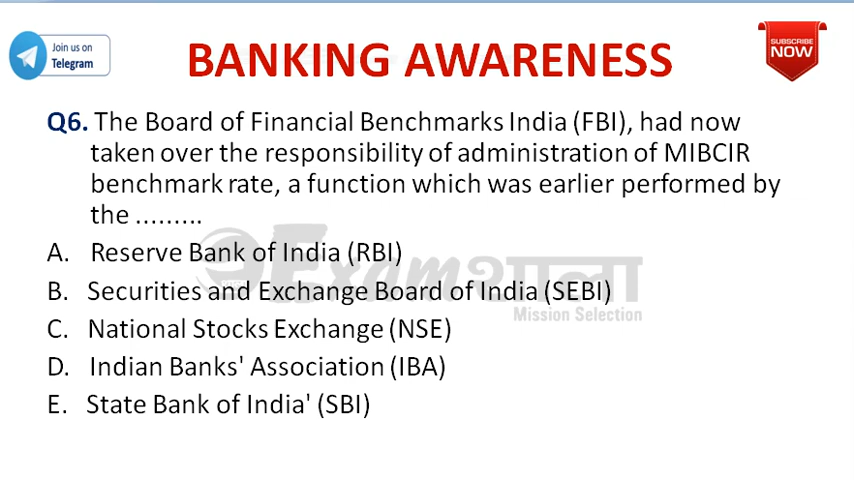 Join us on
Telegram
BANKING AWARENESS
SUBSCRIBE
NOW
Q6. The Board of Financial Benchmarks India (FBI), had now
taken over the responsibility of administration of MIBCIR
benchmark rate, a function which was earlier performed by
the .........
A. Reserve Bank of India (RBI)
B. Securities and Exchange Board of India (SEBI)
C. National Stocks Exchange (NSE)
D. Indian Banks' Association (IBA)
E. State Bank of India' (SBI)
Examशाला
Mission Selection